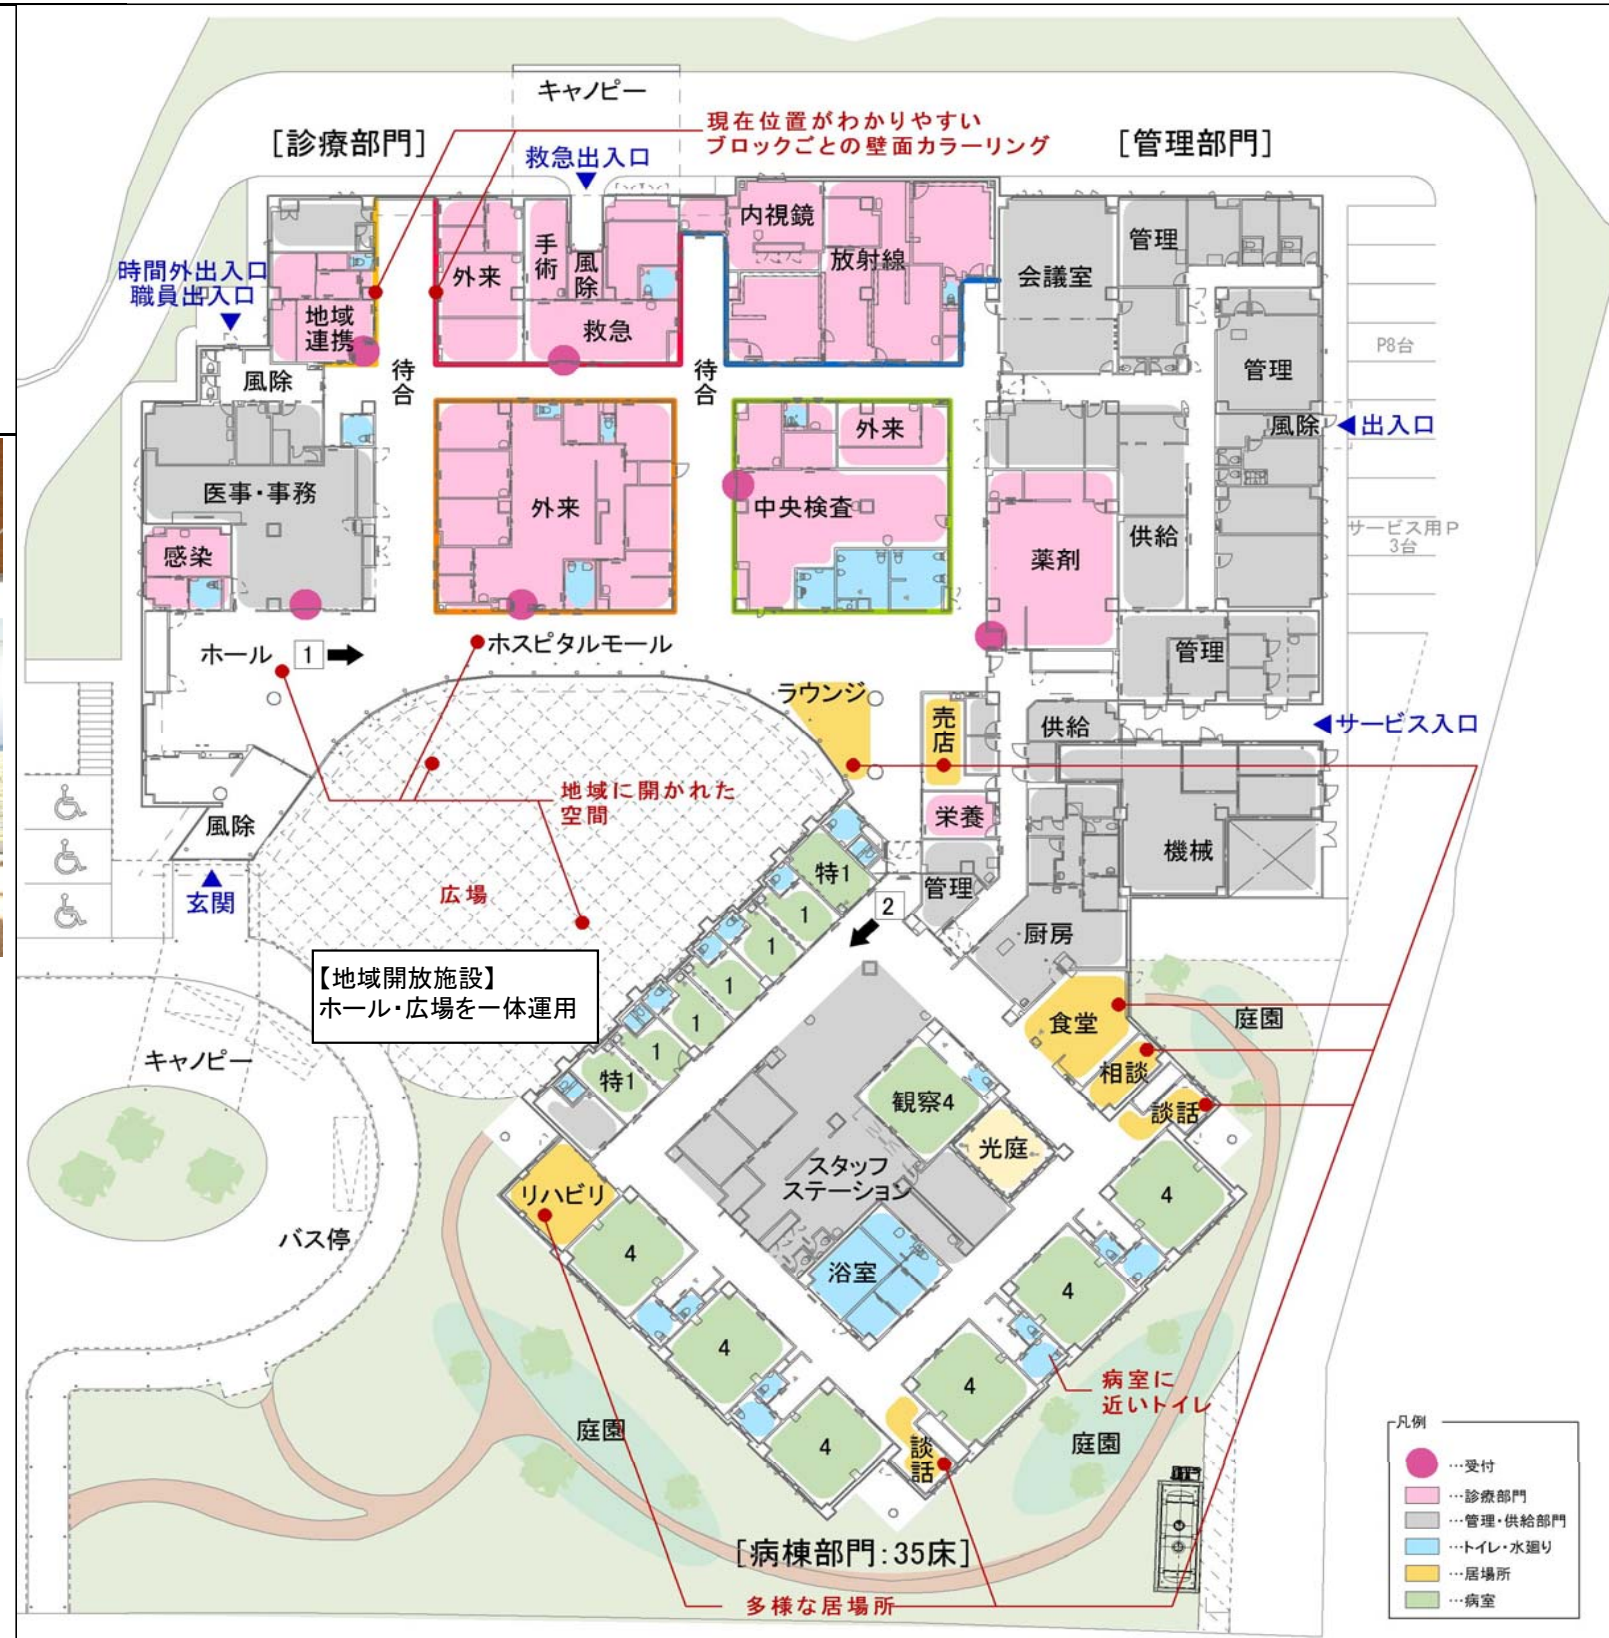 キャノピー
[診療部門]
現在位置がわかりやすい
ブロックごとの壁面カラーリング
[管理部門]
救急出入口
時間外出入口
職員出入口
地域
連携
風除
待合
外来
手術
風除
救急
待合
内視鏡
放射線
会議室
管理
管理
P8台
風除
出入口
医事・事務
感染
外来
外来
中央検査
薬剤
供給
サービス用P
3台
管理
ホール
1
ホスピタルモール
ラウンジ
売店
供給
サービス入口
地域に開かれた
空間
風除
玄関
広場
栄養
管理
機械
厨房
特1
2
1
1
1
1
1
特1
【地域開放施設】
ホール・広場を一体運用
キャノピー
バス停
食堂
相談
談話
庭園
観察4
光庭
スタッフ
ステーション
浴室
リハビリ
4
4
4
4
4
4
談話
病室に
近いトイレ
庭園
庭園
[病棟部門:35床]
多様な居場所
凡例
…受付
…診療部門
…管理・供給部門
…トイレ・水廻り
…居場所
…病室